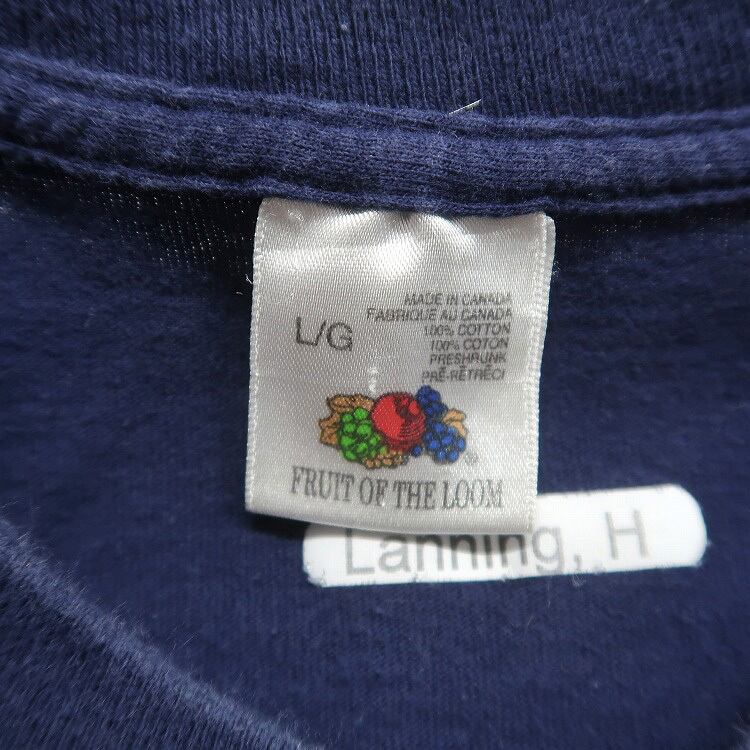 L/G
MADE IN CANADA
FABRIQUE AU CANADA
100% COTTON
100% COTON
PRESHRUNK
PRÉ-RÉTRÉCI
®
FRUIT OF THE LOOM
Lanning, H